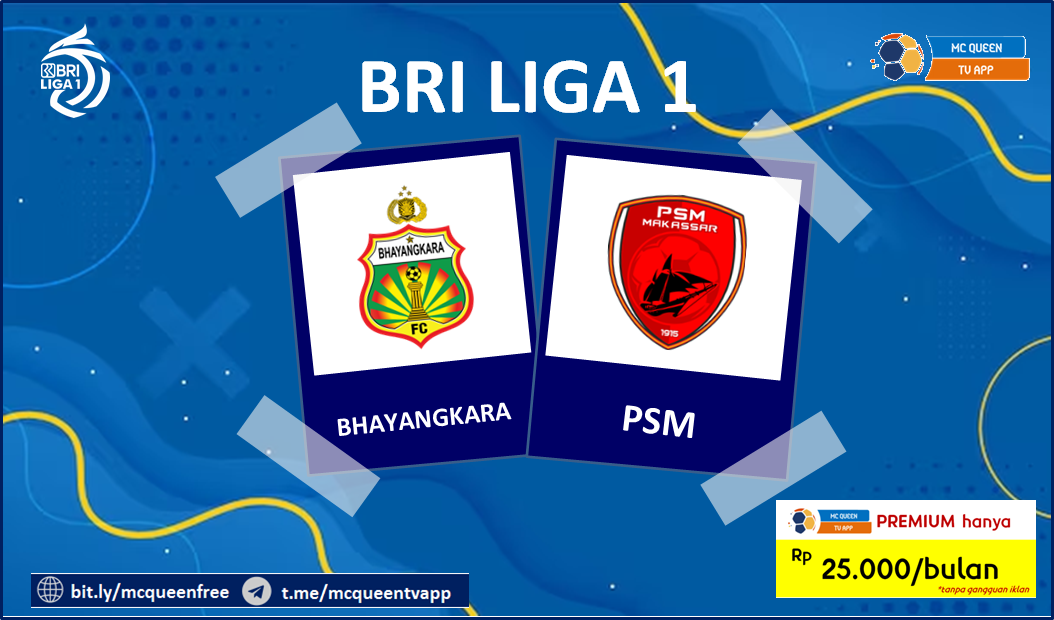 BRI
LIGA 1
BRI LIGA 1
MC QUEEN
TV APP
BHAYANGKARA
FC
PSM
MAKASSAR
1915
BHAYANGKARA
PSM
MC QUEEN
TV APP
PREMIUM hanya
Rp 25.000/bulan
*tanpa gangguan iklan
bit.ly/mcqueenfree
t.me/mcqueentvapp